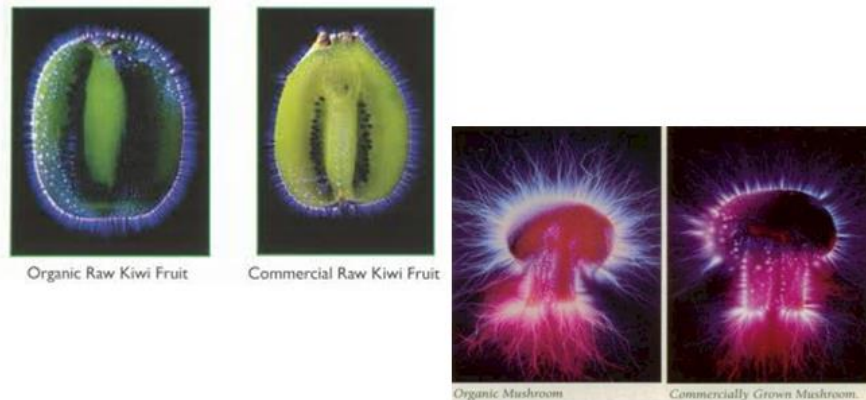 Organic Raw Kiwi Fruit
Commercial Raw Kiwi Fruit
Organic Mushroom
Commercially Grown Mushroom.